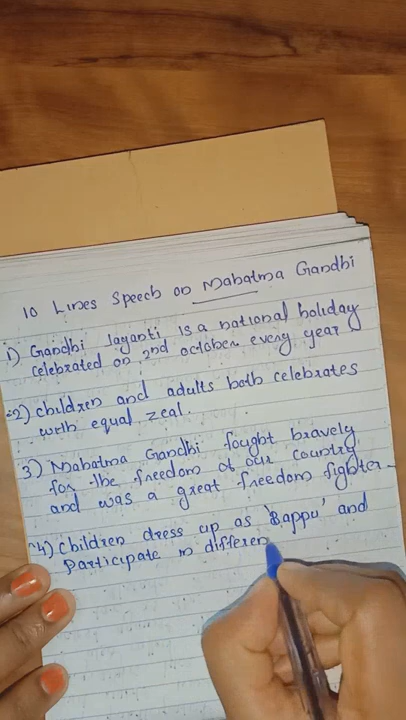 10 Lines Speech on Mahatma Gandhi
1) Gandhi Jayanti is a national holiday
celebrated on 2nd october every year
2) children and adults both celebrates
with equal zeal.
3) Mahatma Gandhi fought bravely
for the freedom of our country
and was a great freedom fighter
4) children dress up as 'Bappu' and
Participate in differen